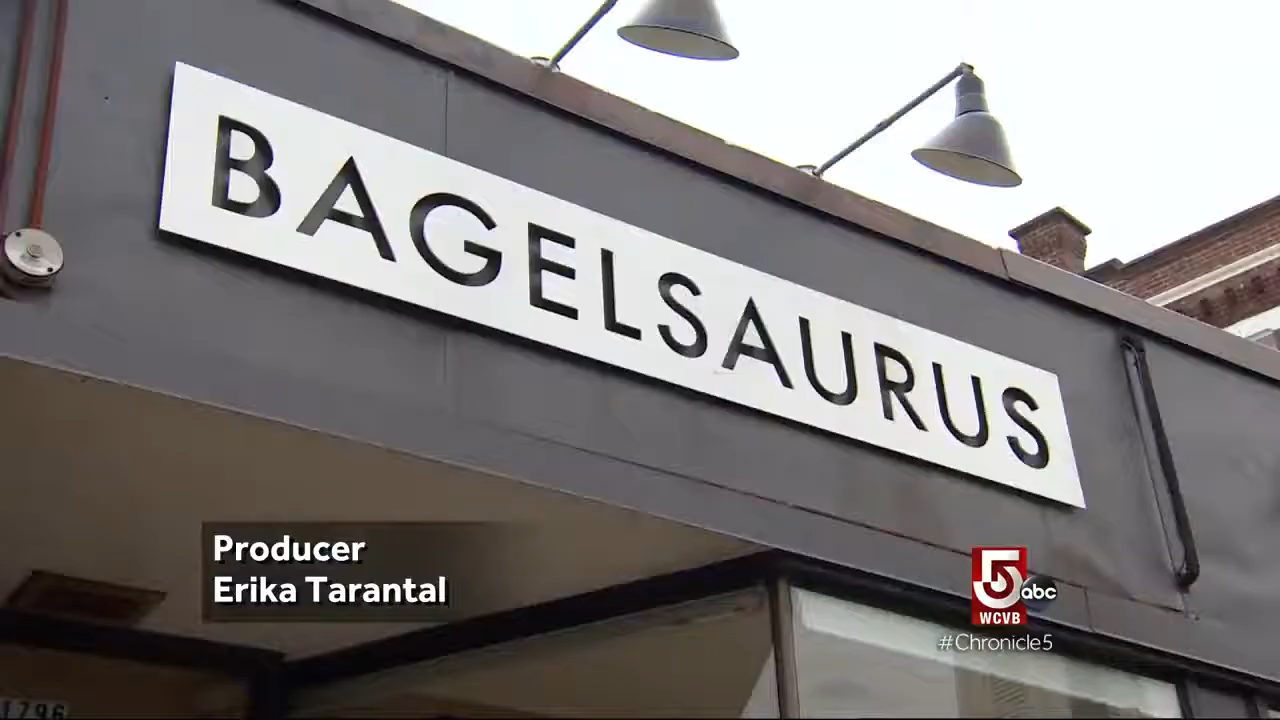 BAGELSAURUS
Producer
Erika Tarantal
5
abc
WCVB
#Chronicle5
1796